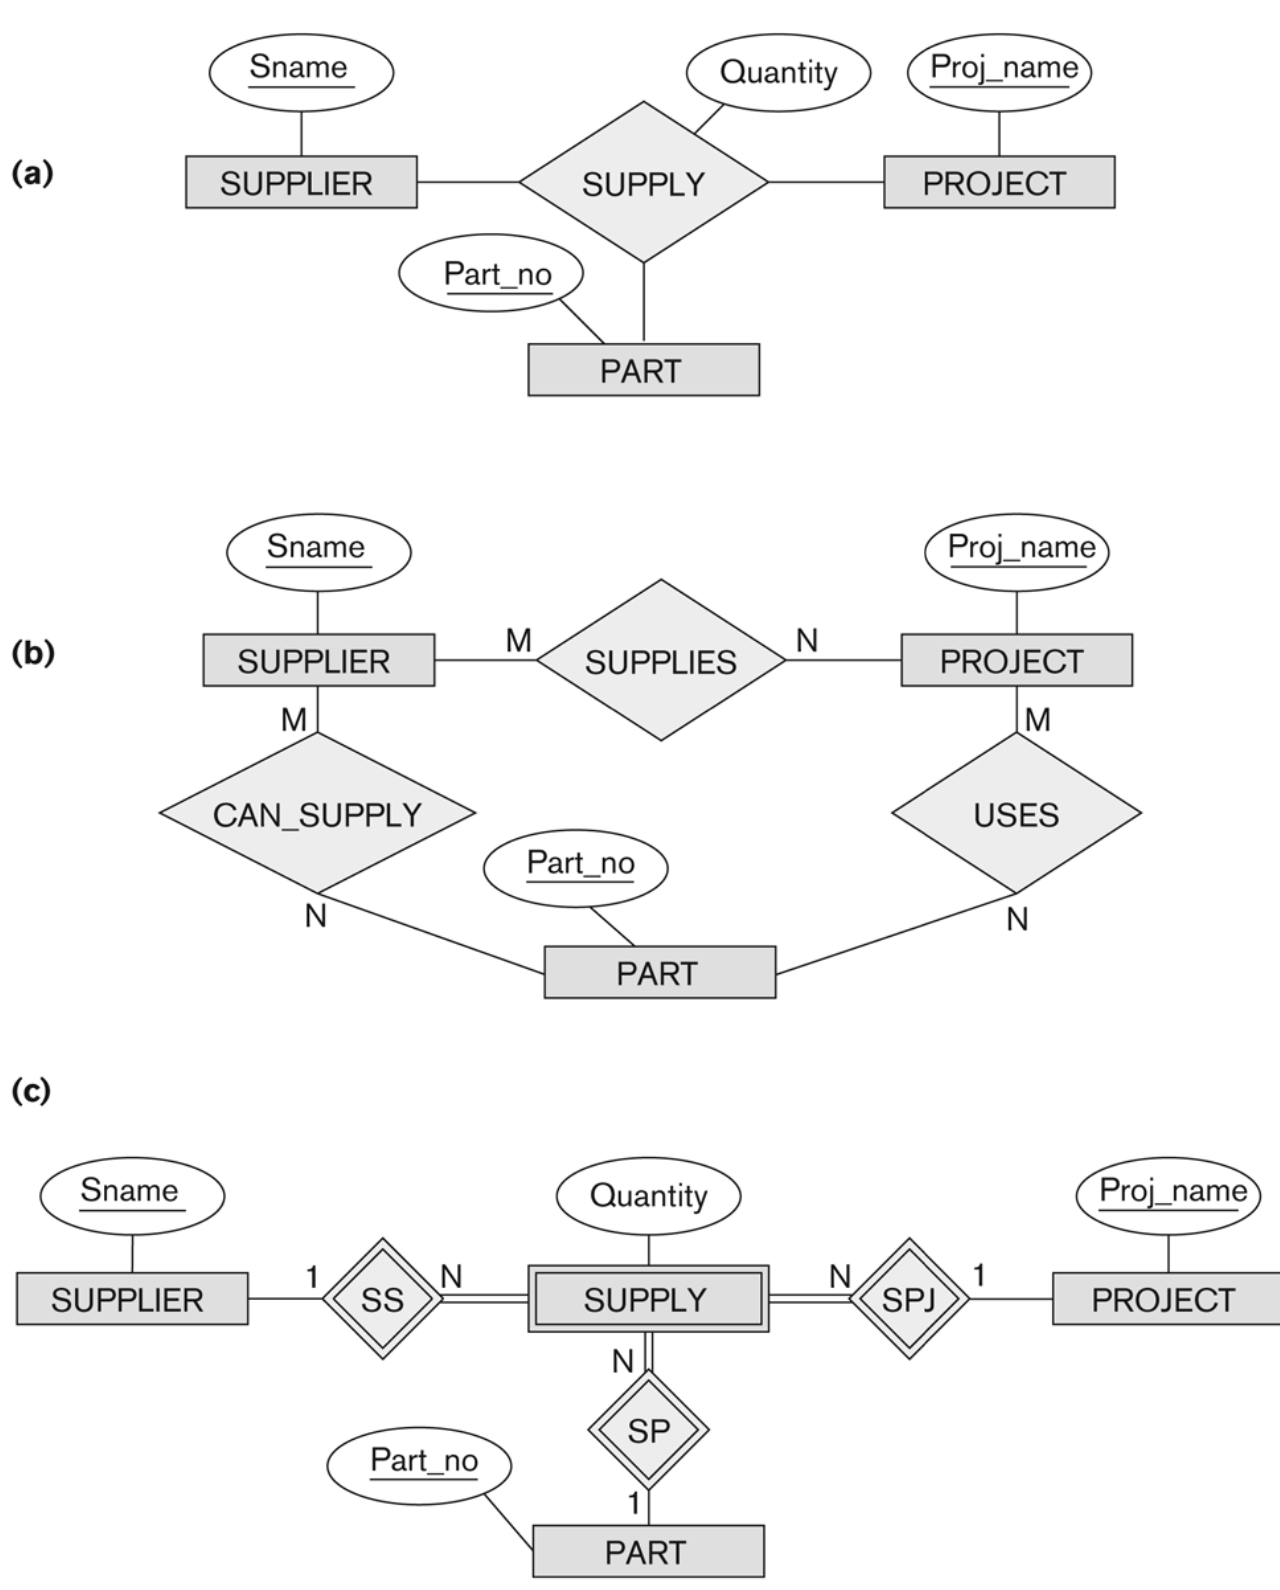 Sname
Quantity
Proj_name
(a)
SUPPLIER
SUPPLY
PROJECT
Part_no
PART
Sname
Proj_name
(b)
SUPPLIER
M
SUPPLIES
N
PROJECT
M
M
CAN_SUPPLY
USES
Part_no
N
N
PART
(c)
Sname
Quantity
Proj_name
SUPPLIER
1
SS
N
SUPPLY
N
SPJ
1
PROJECT
N
SP
Part_no
1
PART